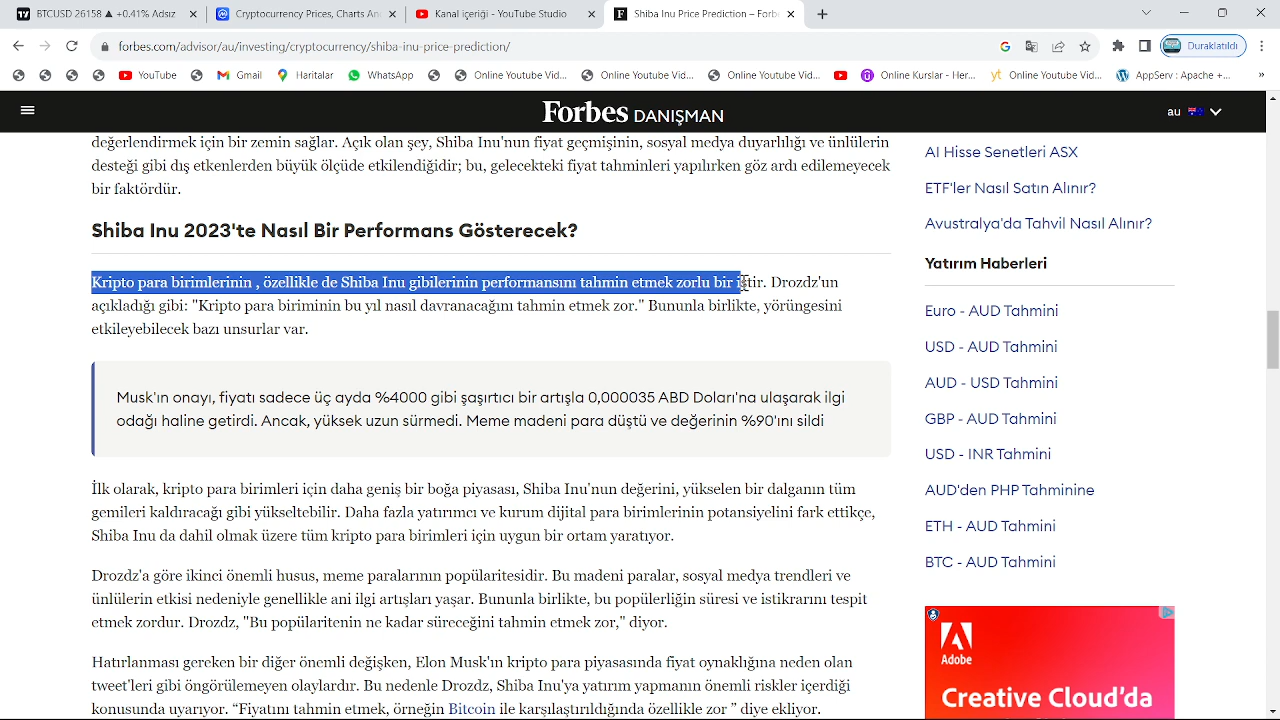 BTCUSD 26158 ▲ +0.41% Adsız
Cryptocurrency Prices, Charts An
Kanal içeriği - YouTube Studio
Shiba Inu Price Prediction – Forb
forbes.com/advisor/au/investing/cryptocurrency/shiba-inu-price-prediction/
Duraklatıldı
YouTube
Gmail
Haritalar
WhatsApp
Online Youtube Vid...
Online Youtube Vid...
Online Youtube Vid...
Online Kurslar - Her...
yt Online Youtube Vid...
AppServ : Apache +...
»
Forbes DANIŞMAN
au
değerlendirmek için bir zemin sağlar. Açık olan şey, Shiba Inu'nun fiyat geçmişinin, sosyal medya duyarlılığı ve ünlülerin
desteği gibi dış etkenlerden büyük ölçüde etkilendiğidir; bu, gelecekteki fiyat tahminleri yapılırken göz ardı edilemeyecek
bir faktördür.
Shiba Inu 2023'te Nasıl Bir Performans Gösterecek?
Kripto para birimlerinin , özellikle de Shiba Inu gibilerinin performansını tahmin etmek zorlu bir iştir. Drozdz'un
açıkladığı gibi: "Kripto para biriminin bu yıl nasıl davranacağını tahmin etmek zor." Bununla birlikte, yörüngesini
etkileyebilecek bazı unsurlar var.
Musk'ın onayı, fiyatı sadece üç ayda %4000 gibi şaşırtıcı bir artışla 0,000035 ABD Doları'na ulaşarak ilgi
odağı haline getirdi. Ancak, yüksek uzun sürmedi. Meme madeni para düştü ve değerinin %90'ını sildi
İlk olarak, kripto para birimleri için daha geniş bir boğa piyasası, Shiba Inu'nun değerini, yükselen bir dalganın tüm
gemileri kaldıracağı gibi yükseltebilir. Daha fazla yatırımcı ve kurum dijital para birimlerinin potansiyelini fark ettikçe,
Shiba Inu da dahil olmak üzere tüm kripto para birimleri için uygun bir ortam yaratıyor.
Drozdz'a göre ikinci önemli husus, meme paralarının popülaritesidir. Bu madeni paralar, sosyal medya trendleri ve
ünlülerin etkisi nedeniyle genellikle ani ilgi artışları yaşar. Bununla birlikte, bu popülerliğin süresi ve istikrarını tespit
etmek zordur. Drozdz, "Bu popülaritenin ne kadar süreceğini tahmin etmek zor," diyor.
Hatırlanması gereken bir diğer önemli değişken, Elon Musk'ın kripto para piyasasında fiyat oynaklığına neden olan
tweet'leri gibi öngörülemeyen olaylardır. Bu nedenle Drozdz, Shiba Inu'ya yatırım yapmanın önemli riskler içerdiği
konusunda uyarıyor. “Fiyatını tahmin etmek, örneğin Bitcoin ile karşılaştırıldığında özellikle zor ” diye ekliyor.
AI Hisse Senetleri ASX
ETF'ler Nasıl Satın Alınır?
Avustralya'da Tahvil Nasıl Alınır?
Yatırım Haberleri
Euro - AUD Tahmini
USD - AUD Tahmini
AUD - USD Tahmini
GBP - AUD Tahmini
USD - INR Tahmini
AUD'den PHP Tahminine
ETH - AUD Tahmini
BTC - AUD Tahmini
Adobe
Creative Cloud’da